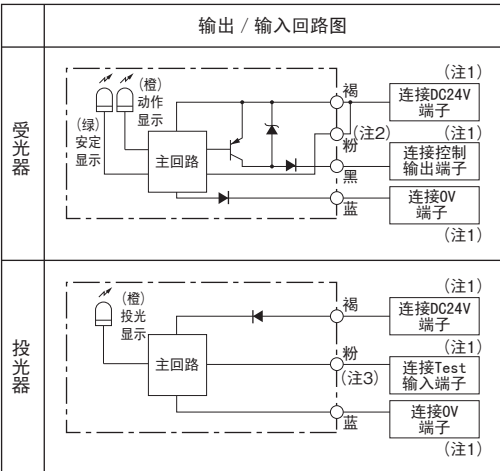 输出 / 输入回路图
受光器
(橙)
动作
显示
(绿)
安定
显示
主回路
褐
(注2)
粉
黑
蓝
(注1)
连接DC24V
端子
(注1)
连接控制
输出端子
连接0V
端子
(注1)
投光器
(橙)
投光
显示
主回路
褐
粉
(注3)
蓝
(注1)
连接DC24V
端子
(注1)
连接Test
输入端子
连接0V
端子
(注1)